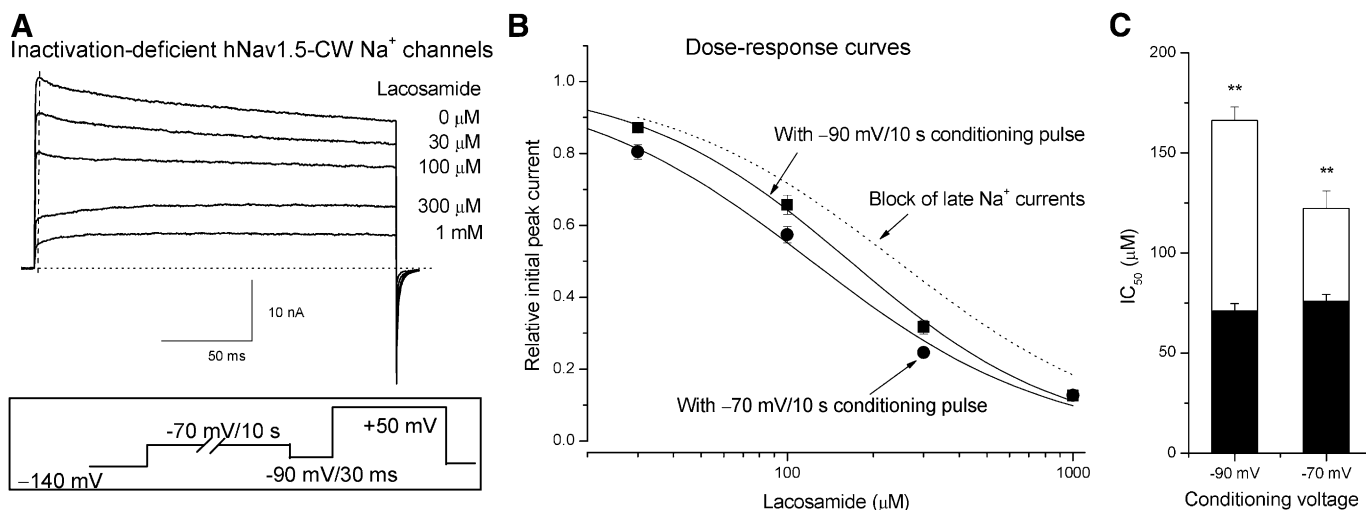 A
Inactivation-deficient hNav1.5-CW Na⁺ channels
Lacosamide
0 μM
30 μM
100 μM
300 μM
1 mM
10 nA
50 ms
-70 mV/10 s
+50 mV
−140 mV
-90 mV/30 ms
B
Dose-response curves
Relative initial peak current
1.0
0.8
0.6
0.4
0.2
0.0
With −90 mV/10 s conditioning pulse
Block of late Na⁺ currents
With −70 mV/10 s conditioning pulse
100
1000
Lacosamide (μM)
C
IC₅₀ (μM)
200
150
100
50
0
**
**
-90 mV
-70 mV
Conditioning voltage